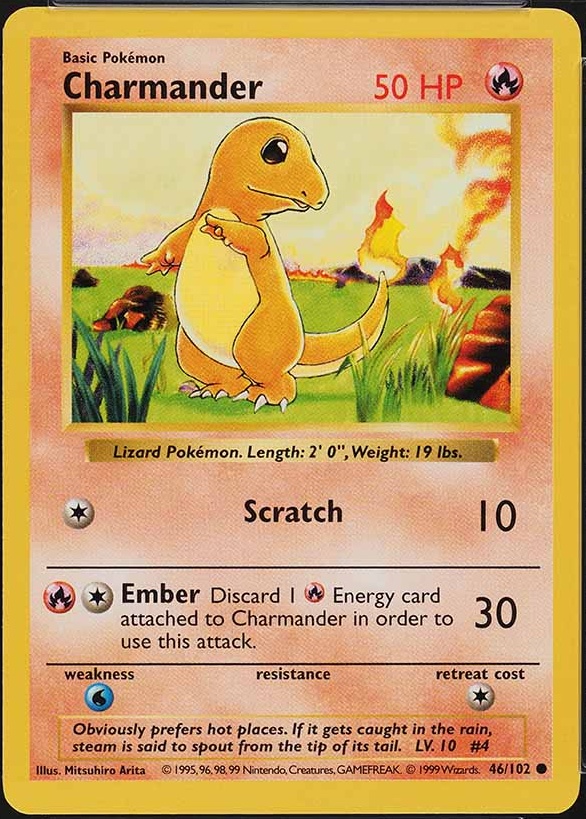 Basic Pokémon
Charmander 50 HP
Lizard Pokémon. Length: 2' 0", Weight: 19 lbs.
Scratch 10
Ember Discard 1 Energy card
attached to Charmander in order to
use this attack.
30
weakness resistance retreat cost
Obviously prefers hot places. If it gets caught in the rain,
steam is said to spout from the tip of its tail. LV. 10 #4
Illus. Mitsuhiro Arita © 1995, 96, 98, 99 Nintendo, Creatures, GAMEFREAK. © 1999 Wizards. 46/102 ●